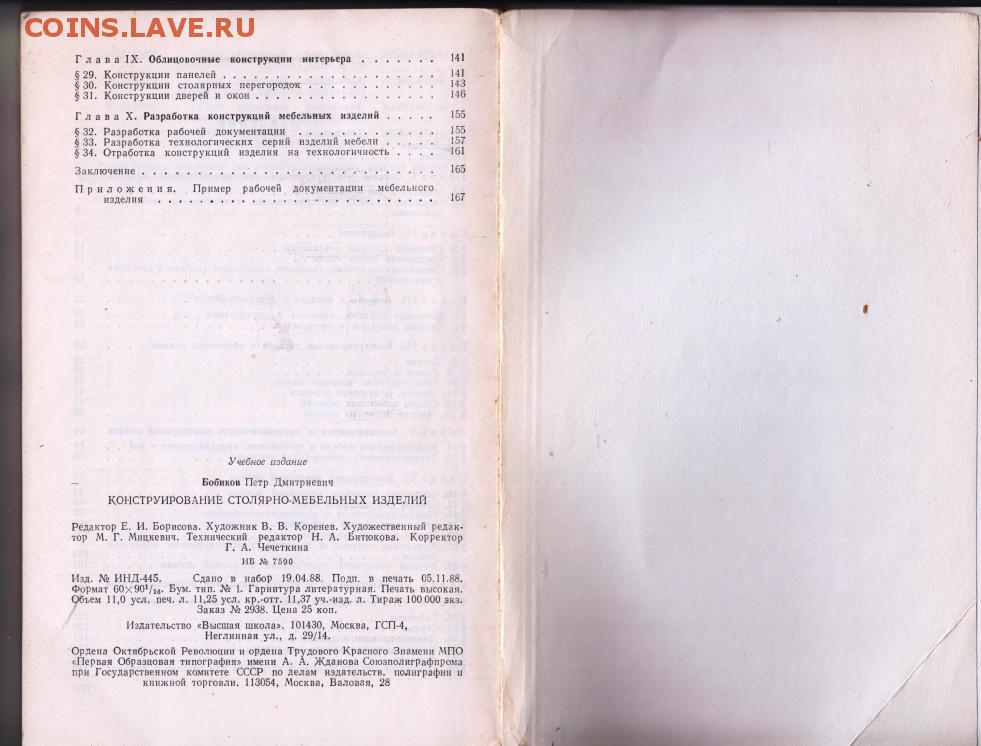 COINS.LAVE.RU
Глава IX. Облицовочные конструкции интерьера . . . . . . . 141
§ 29. Конструкции панелей . . . . . . . . . . . . . . . . . . . . 141
§ 30. Конструкции столярных перегородок . . . . . . . . . . . . 143
§ 31. Конструкции дверей и окон . . . . . . . . . . . . . . . . . 146
Глава X. Разработка конструкций мебельных изделий . . . . . 155
§ 32. Разработка рабочей документации . . . . . . . . . . . . . 155
§ 33. Разработка технологических серий изделий мебели . . . . . 157
§ 34. Отработка конструкций изделия на технологичность . . . . 161
Заключение . . . . . . . . . . . . . . . . . . . . . . . . . . . 165
Приложения. Пример рабочей документации мебельного
изделия . . . . . . . . . . . . . . . . . . . . . . . . 167
Учебное издание
Бобиков Петр Дмитриевич
КОНСТРУИРОВАНИЕ СТОЛЯРНО-МЕБЕЛЬНЫХ ИЗДЕЛИЙ
Редактор Е. И. Борисова. Художник В. В. Коренев. Художественный редак-
тор М. Г. Мицкевич. Технический редактор Н. А. Битюкова. Корректор
Г. А. Чечеткина
ИБ № 7590
Изд. № ИНД-445. Сдано в набор 19.04.88. Подп. в печать 05.11.88.
Формат 60×90¹/₁₆. Бум. тип. № 1. Гарнитура литературная. Печать высокая.
Объем 11,0 усл. печ. л. 11,25 усл. кр.-отт. 11,37 уч.-изд. л. Тираж 100 000 экз.
Заказ № 2938. Цена 25 коп.
Издательство «Высшая школа». 101430, Москва, ГСП-4,
Неглинная ул., д. 29/14.
Ордена Октябрьской Революции и ордена Трудового Красного Знамени МПО
«Первая Образцовая типография» имени А. А. Жданова Союзполиграфпрома
при Государственном комитете СССР по делам издательств, полиграфии и
книжной торговли. 113054, Москва, Валовая, 28